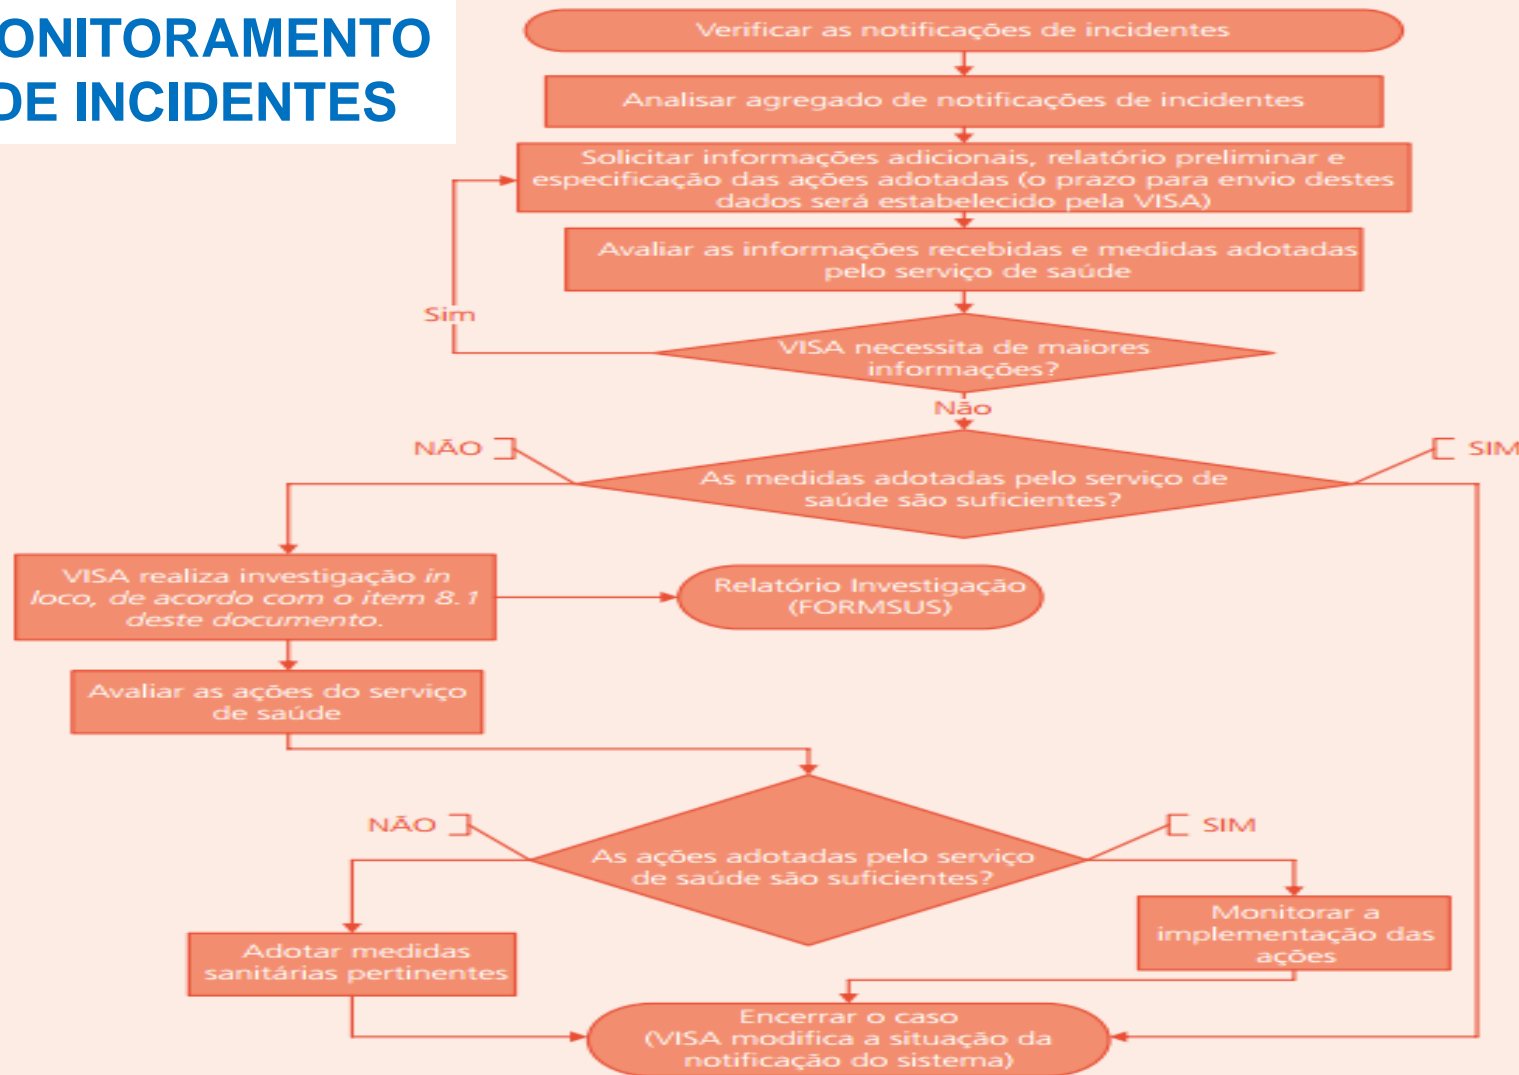 ONITORAMENTO
DE INCIDENTES
Verificar as notificações de incidentes
Analisar agregado de notificações de incidentes
Solicitar informações adicionais, relatório preliminar e
especificação das ações adotadas (o prazo para envio destes
dados será estabelecido pela VISA)
Avaliar as informações recebidas e medidas adotadas
pelo serviço de saúde
Sim
VISA necessita de maiores
informações?
Não
NÃO
SIM
As medidas adotadas pelo serviço de
saúde são suficientes?
VISA realiza investigação in
loco, de acordo com o item 8.1
deste documento.
Relatório Investigação
(FORMSUS)
Avaliar as ações do serviço
de saúde
NÃO
SIM
As ações adotadas pelo serviço
de saúde são suficientes?
Monitorar a
implementação das
ações
Adotar medidas
sanitárias pertinentes
Encerrar o caso
(VISA modifica a situação da
notificação do sistema)